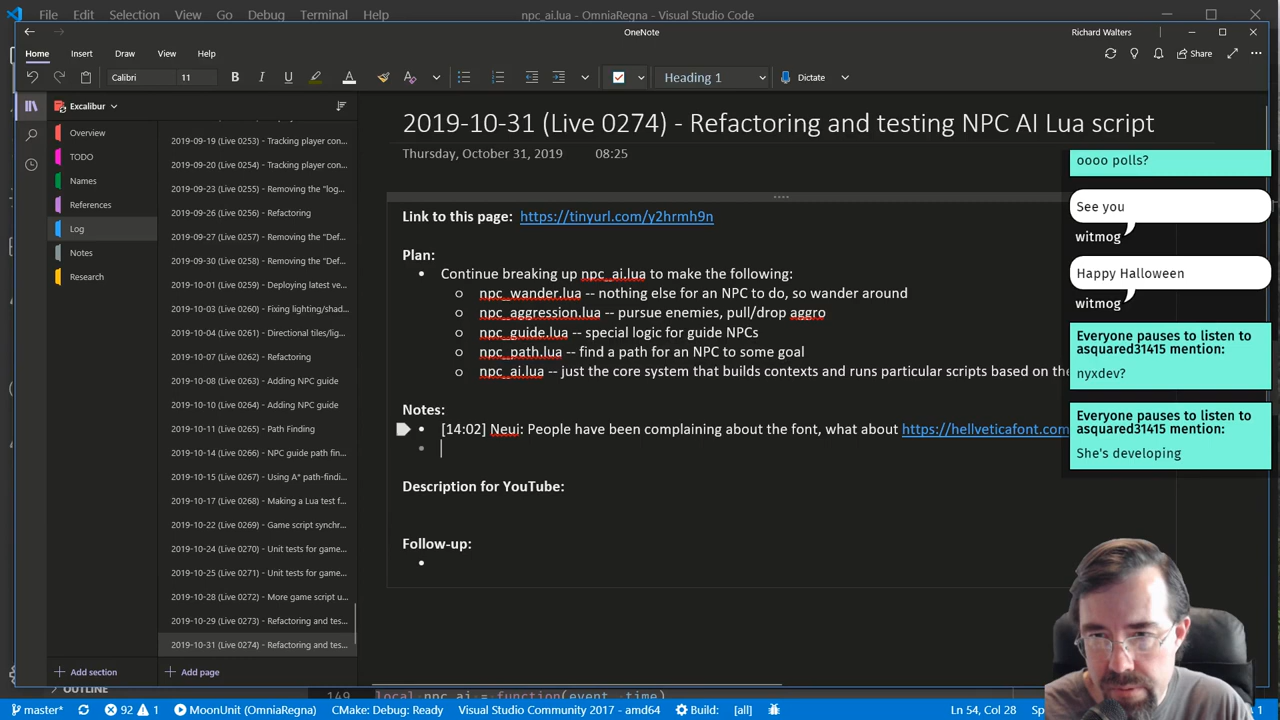 File Edit Selection View Go Debug Terminal Help
npc_ai.lua - OmniaRegna - Visual Studio Code
OneNote
Richard Walters
Home Insert Draw View Help
Share
Calibri 11 B I U A Heading 1 Dictate
Excalibur
Overview
TODO
Names
References
Log
Notes
Research
Add section
2019-09-19 (Live 0253) - Tracking player con...
2019-09-20 (Live 0254) - Tracking player con...
2019-09-23 (Live 0255) - Removing the "log...
2019-09-26 (Live 0256) - Refactoring
2019-09-27 (Live 0257) - Removing the "Def...
2019-09-30 (Live 0258) - Removing the "Def...
2019-10-01 (Live 0259) - Deploying latest ve...
2019-10-03 (Live 0260) - Fixing lighting/shad...
2019-10-04 (Live 0261) - Directional tiles/lig...
2019-10-07 (Live 0262) - Refactoring
2019-10-08 (Live 0263) - Adding NPC guide
2019-10-10 (Live 0264) - Adding NPC guide
2019-10-11 (Live 0265) - Path Finding
2019-10-14 (Live 0266) - NPC guide path fin...
2019-10-15 (Live 0267) - Using A* path-findi...
2019-10-17 (Live 0268) - Making a Lua test f...
2019-10-22 (Live 0269) - Game script synchr...
2019-10-24 (Live 0270) - Unit tests for game...
2019-10-25 (Live 0271) - Unit tests for game...
2019-10-28 (Live 0272) - More game script u...
2019-10-29 (Live 0273) - Refactoring and tes...
2019-10-31 (Live 0274) - Refactoring and tes...
Add page
2019-10-31 (Live 0274) - Refactoring and testing NPC AI Lua script
Thursday, October 31, 2019 08:25
Link to this page: https://tinyurl.com/y2hrmh9n
Plan:
• Continue breaking up npc_ai.lua to make the following:
○ npc_wander.lua -- nothing else for an NPC to do, so wander around
○ npc_aggression.lua -- pursue enemies, pull/drop aggro
○ npc_guide.lua -- special logic for guide NPCs
○ npc_path.lua -- find a path for an NPC to some goal
○ npc_ai.lua -- just the core system that builds contexts and runs particular scripts based on the
Notes:
• [14:02] Neui: People have been complaining about the font, what about https://hellveticafont.com
Description for YouTube:
Follow-up:
oooo polls?
See you
witmog
Happy Halloween
witmog
Everyone pauses to listen to
asquared31415 mention:
nyxdev?
Everyone pauses to listen to
asquared31415 mention:
She's developing
OUTLINE
149 local npc_ai = function(event, time)
master* 92 1 MoonUnit (OmniaRegna) CMake: Debug: Ready Visual Studio Community 2017 - amd64 Build: [all] Ln 54, Col 28